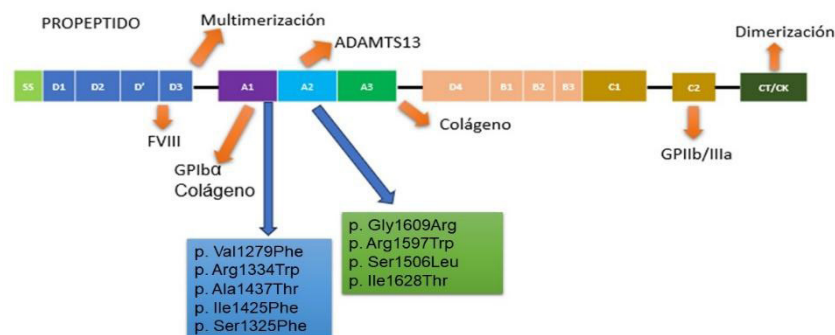 PROPEPTIDO
Multimerización
ADAMTS13
Dimerización
SS D1 D2 D' D3 A1 A2 A3 D4 B1 B2 B3 C1 C2 CT/CK
FVIII
GPIbα
Colágeno
Colágeno
GPIIb/IIIa
p. Val1279Phe
p. Arg1334Trp
p. Ala1437Thr
p. Ile1425Phe
p. Ser1325Phe
p. Gly1609Arg
p. Arg1597Trp
p. Ser1506Leu
p. Ile1628Thr